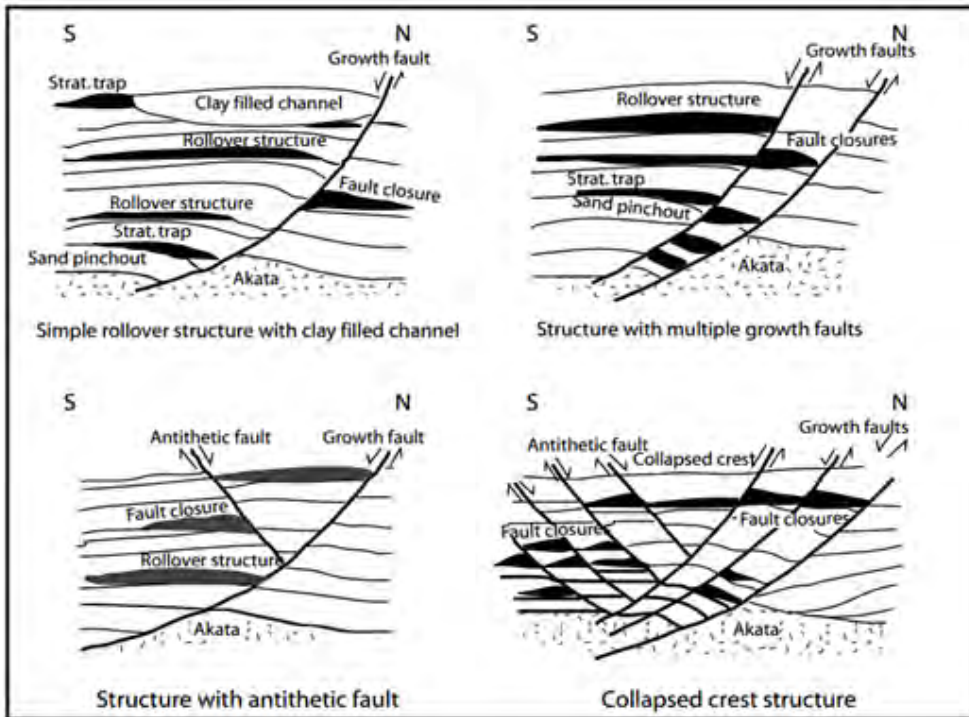 S N
Growth fault
Strat. trap
Clay filled channel
Rollover structure
Fault closure
Rollover structure
Strat. trap
Sand pinchout
Akata
Simple rollover structure with clay filled channel
S N
Growth faults
Rollover structure
Fault closures
Strat. trap
Sand pinchout
Akata
Structure with multiple growth faults
S N
Antithetic fault Growth fault
Fault closure
Rollover structure
Akata
Structure with antithetic fault
S N
Growth faults
Antithetic fault
Collapsed crest
Fault closures
Fault closures
Akata
Collapsed crest structure